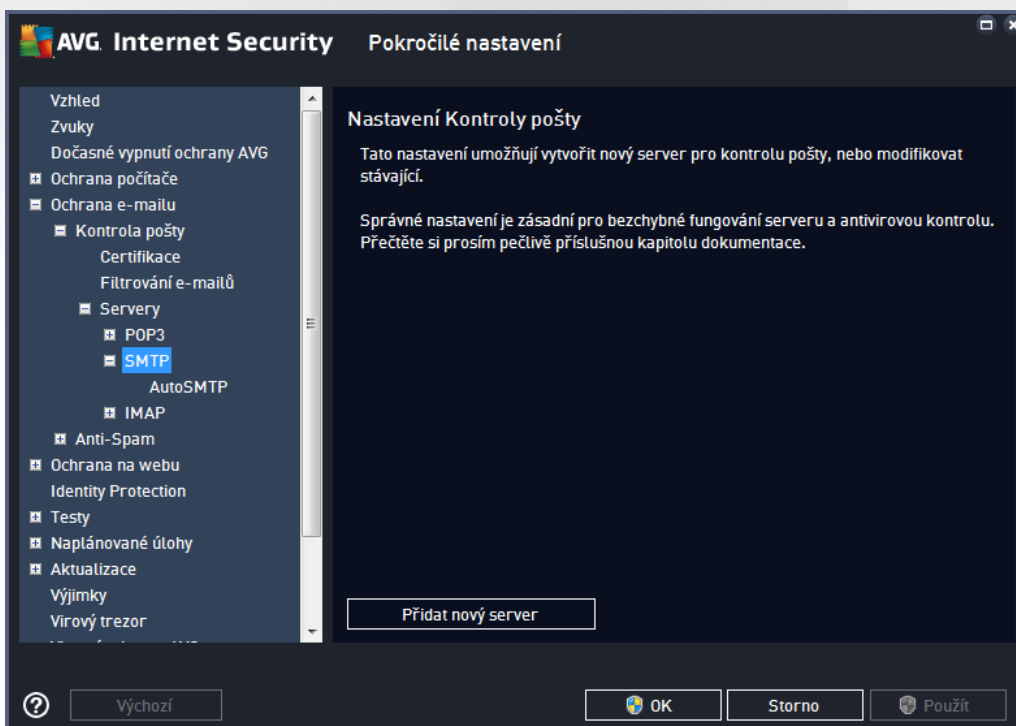 AVG. Internet Security Pokročilé nastavení
Vzhled
Zvuky
Dočasné vypnutí ochrany AVG
Ochrana počítače
Ochrana e-mailu
Kontrola pošty
Certifikace
Filtrování e-mailů
Servery
POP3
SMTP
AutoSMTP
IMAP
Anti-Spam
Ochrana na webu
Identity Protection
Testy
Naplánované úlohy
Aktualizace
Výjimky
Virový trezor
Nastavení Kontroly pošty
Tato nastavení umožňují vytvořit nový server pro kontrolu pošty, nebo modifikovat
stávající.
Správné nastavení je zásadní pro bezchybné fungování serveru a antivirovou kontrolu.
Přečtěte si prosím pečlivě příslušnou kapitolu dokumentace.
Přidat nový server
Výchozí
OK
Storno
Použít